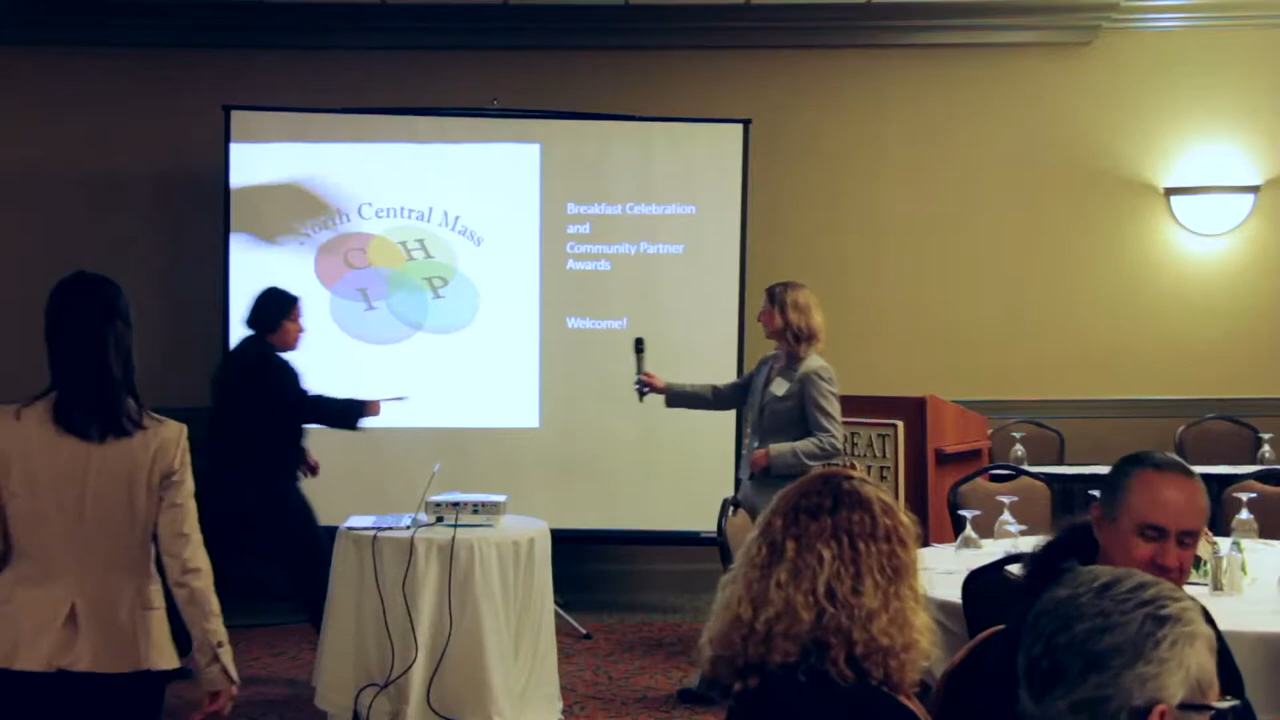 North Central Mass
C H
I P
Breakfast Celebration
and
Community Partner
Awards
Welcome!